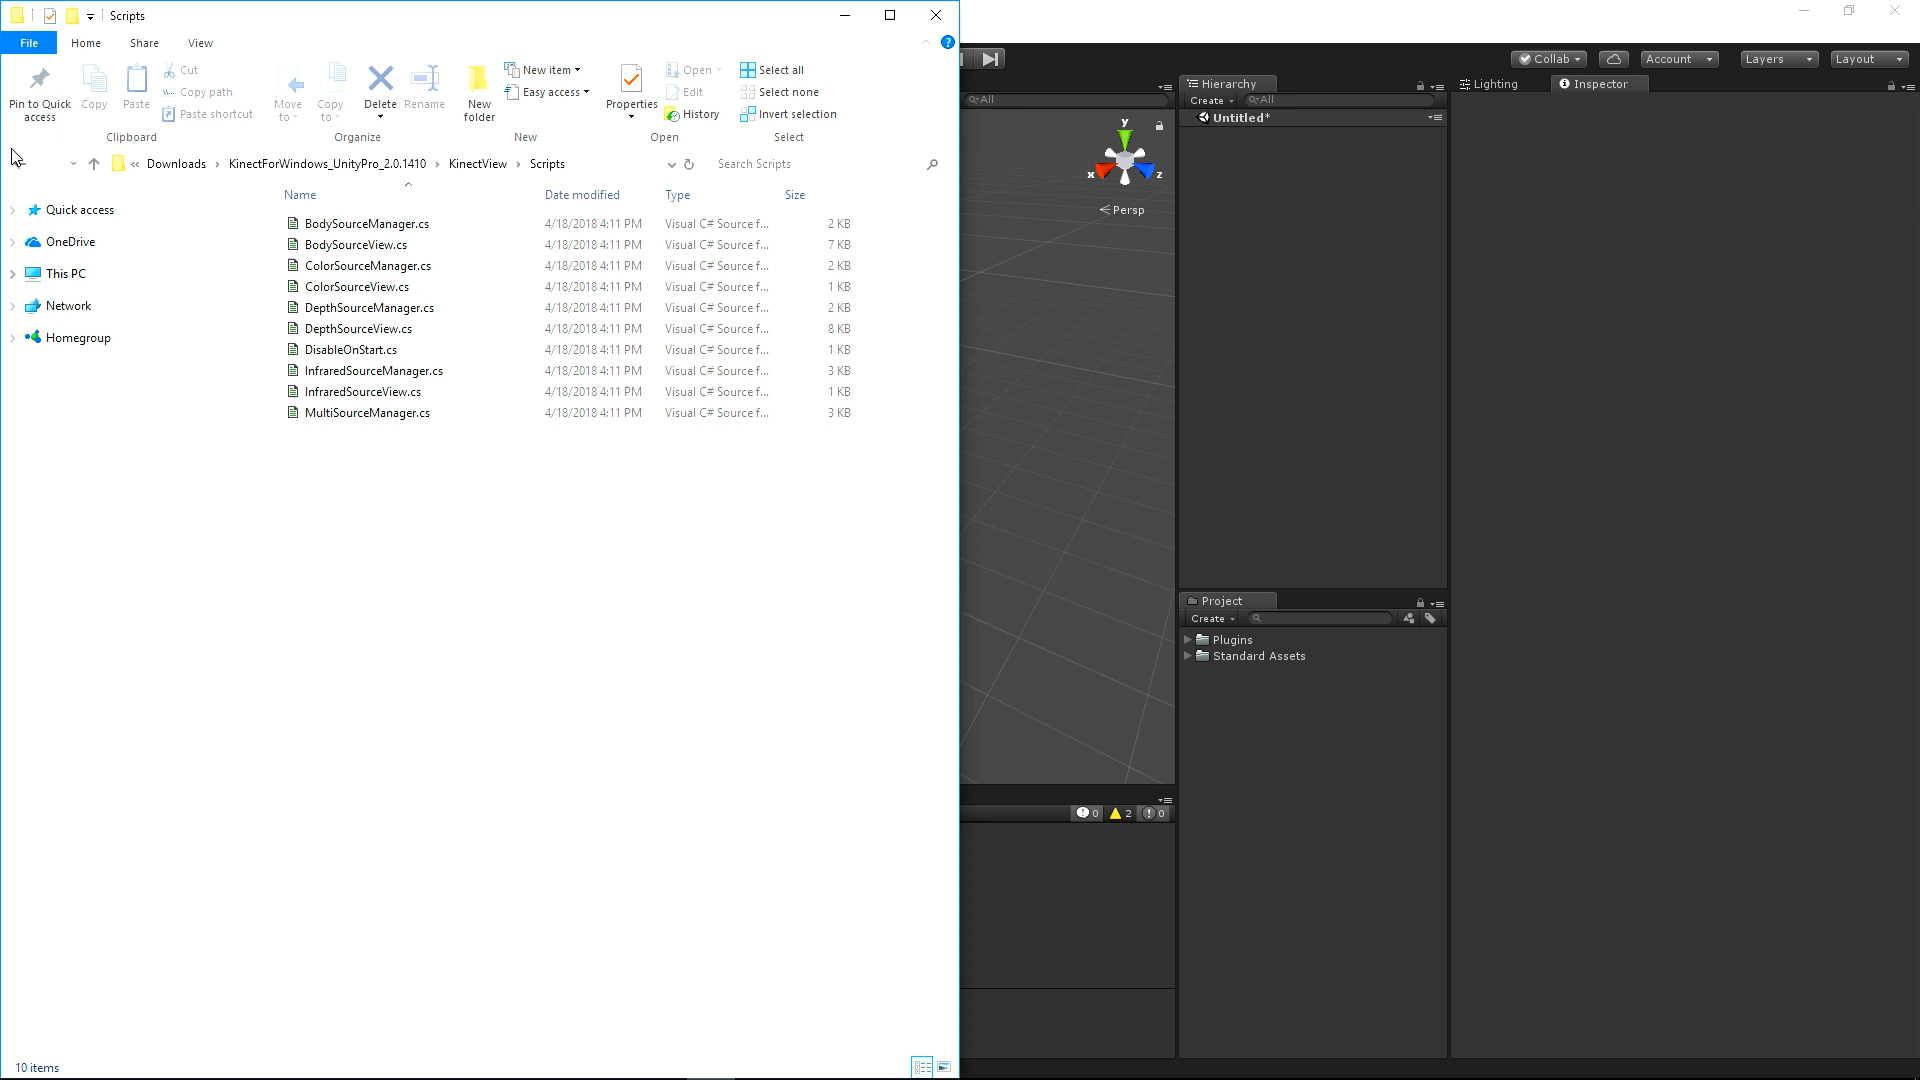 Scripts
File Home Share View
Pin to Quick access
Copy
Paste
Cut
Copy path
Paste shortcut
Clipboard
Move to
Copy to
Delete
Rename
Organize
New folder
New item
Easy access
New
Properties
Open
Edit
History
Open
Select all
Select none
Invert selection
Select
« Downloads › KinectForWindows_UnityPro_2.0.1410 › KinectView › Scripts
Search Scripts
Quick access
OneDrive
This PC
Network
Homegroup
Name Date modified Type Size
BodySourceManager.cs 4/18/2018 4:11 PM Visual C# Source f... 2 KB
BodySourceView.cs 4/18/2018 4:11 PM Visual C# Source f... 7 KB
ColorSourceManager.cs 4/18/2018 4:11 PM Visual C# Source f... 2 KB
ColorSourceView.cs 4/18/2018 4:11 PM Visual C# Source f... 1 KB
DepthSourceManager.cs 4/18/2018 4:11 PM Visual C# Source f... 2 KB
DepthSourceView.cs 4/18/2018 4:11 PM Visual C# Source f... 8 KB
DisableOnStart.cs 4/18/2018 4:11 PM Visual C# Source f... 1 KB
InfraredSourceManager.cs 4/18/2018 4:11 PM Visual C# Source f... 3 KB
InfraredSourceView.cs 4/18/2018 4:11 PM Visual C# Source f... 1 KB
MultiSourceManager.cs 4/18/2018 4:11 PM Visual C# Source f... 3 KB
10 items
Collab Account Layers Layout
All
y
x z
Persp
0 2 0
Hierarchy
Create All
Untitled*
Project
Create
Plugins
Standard Assets
Lighting Inspector